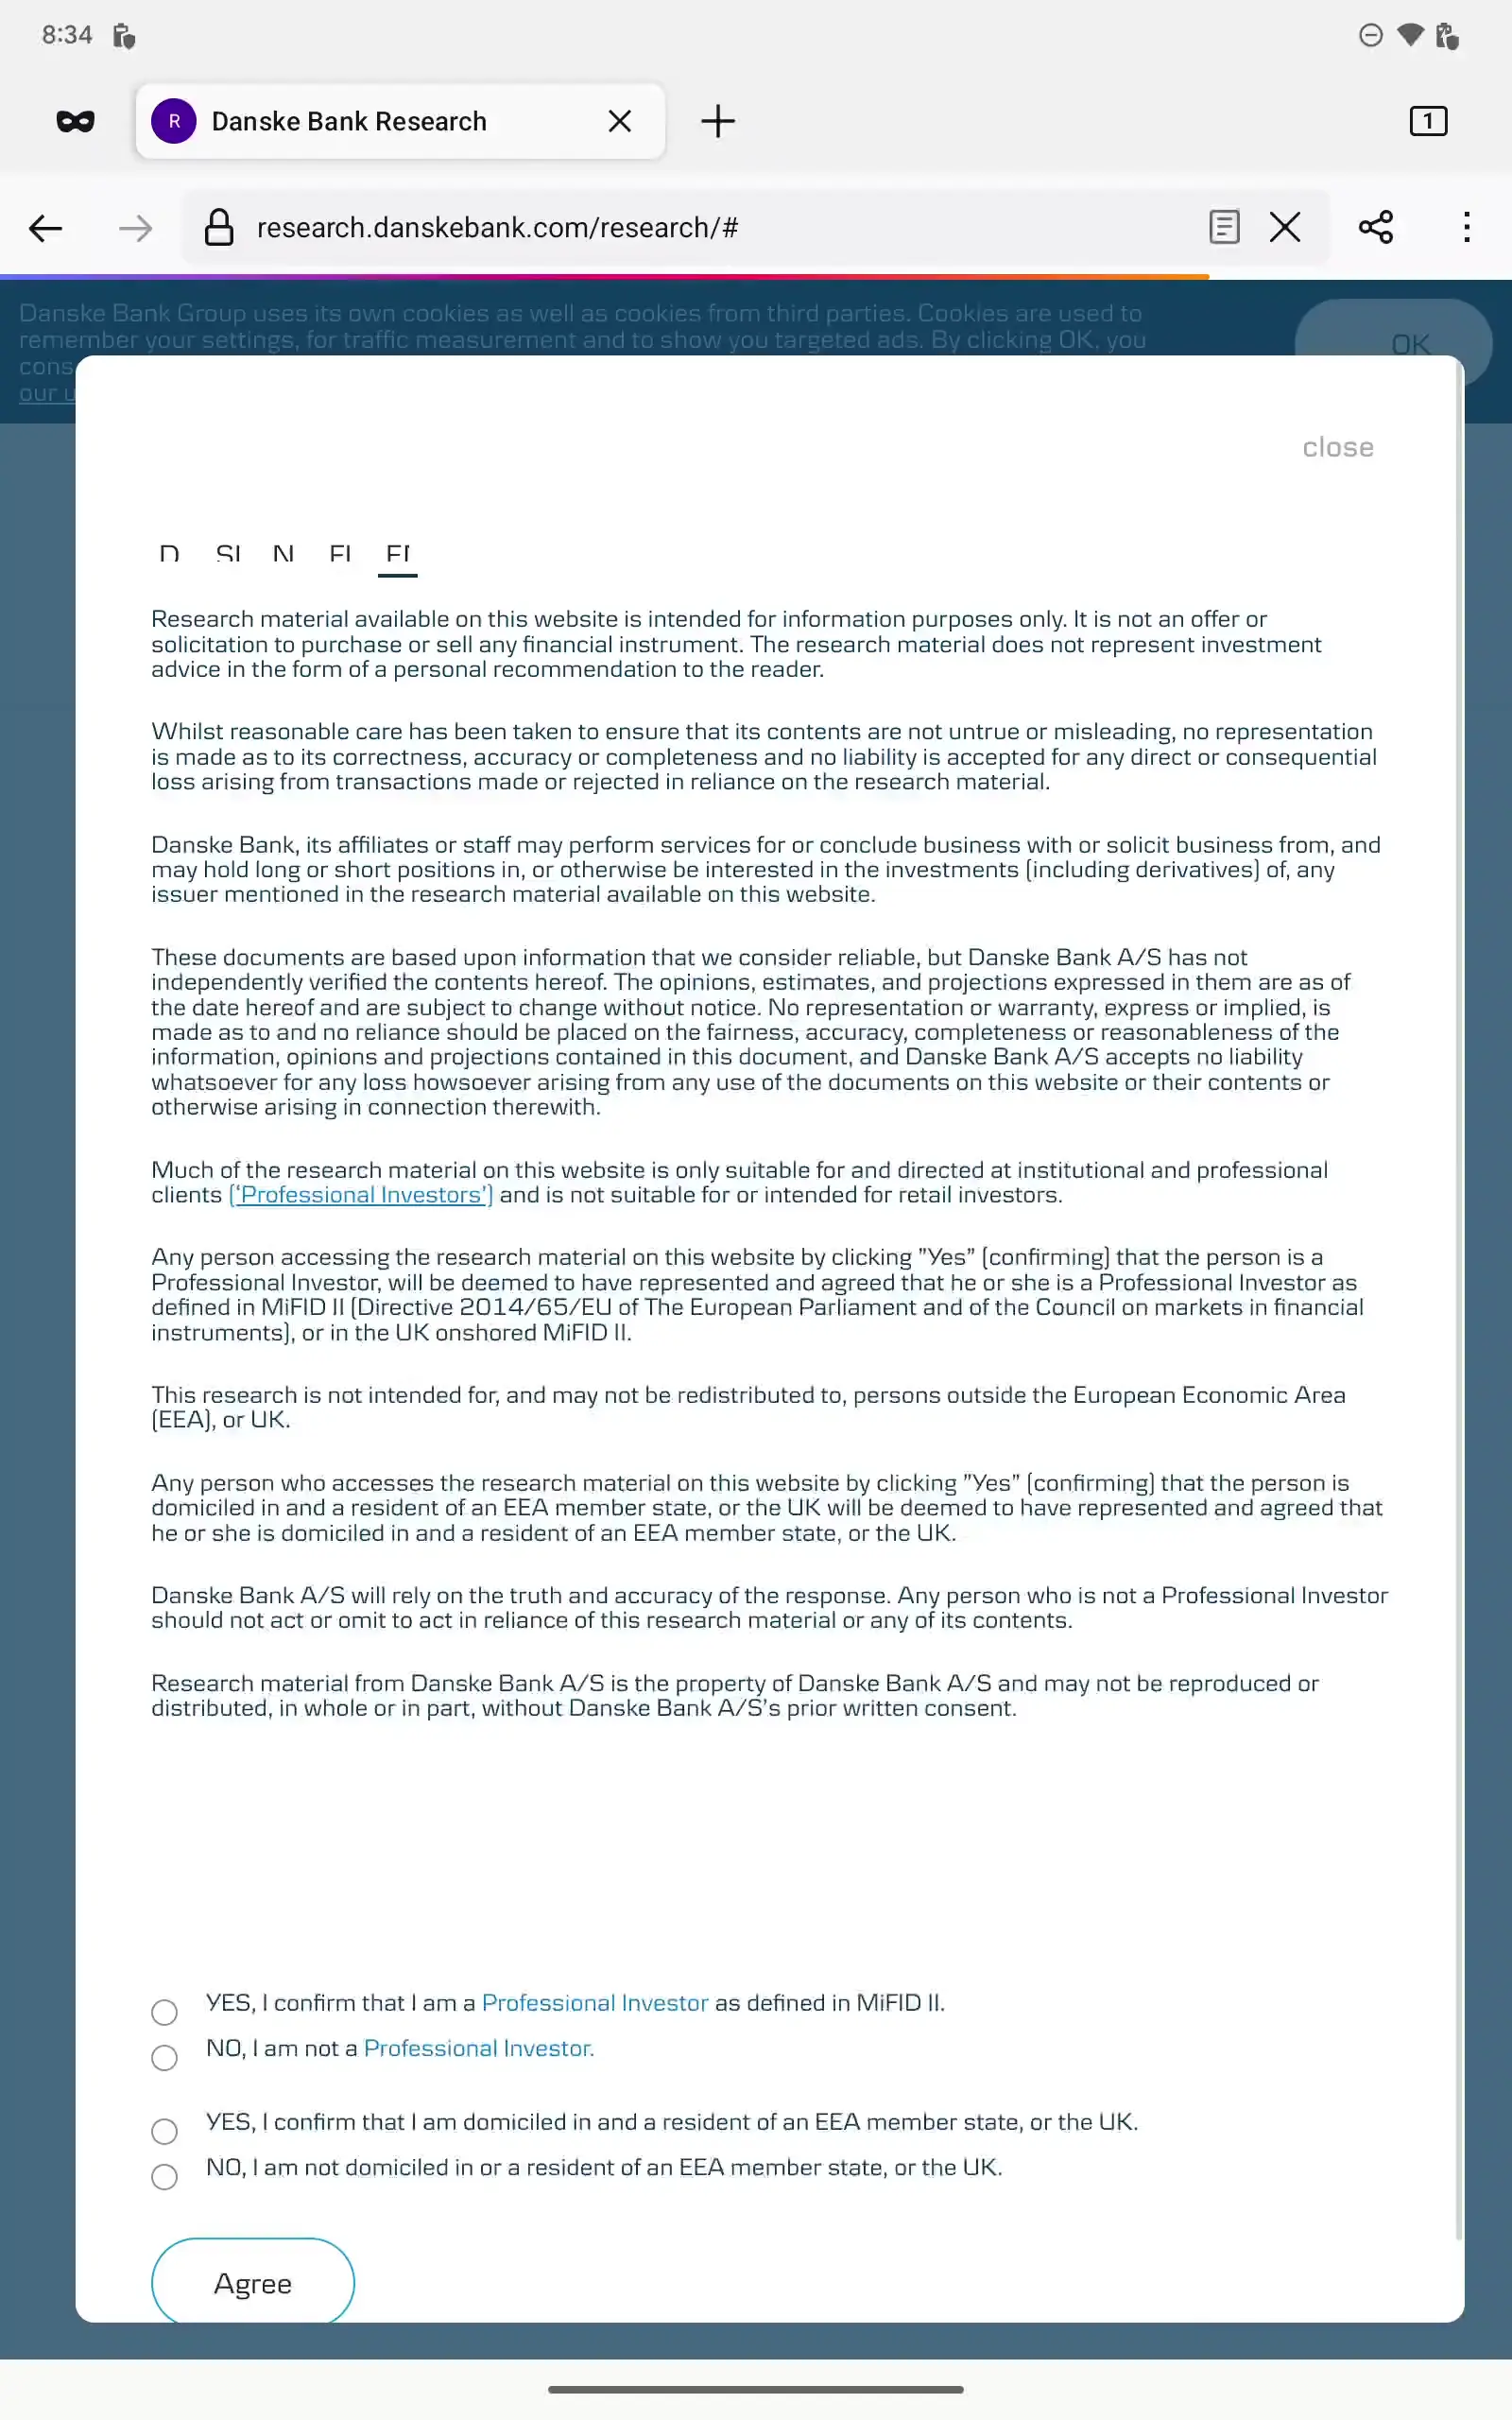 8:34
R Danske Bank Research
1
research.danskebank.com/research/#
Danske Bank Group uses its own cookies as well as cookies from third parties. Cookies are used to
remember your settings, for traffic measurement and to show you targeted ads. By clicking OK, you
OK
our
close
Research material available on this website is intended for information purposes only. It is not an offer or
solicitation to purchase or sell any financial instrument. The research material does not represent investment
advice in the form of a personal recommendation to the reader.
Whilst reasonable care has been taken to ensure that its contents are not untrue or misleading, no representation
is made as to its correctness, accuracy or completeness and no liability is accepted for any direct or consequential
loss arising from transactions made or rejected in reliance on the research material.
Danske Bank, its affiliates or staff may perform services for or conclude business with or solicit business from, and
may hold long or short positions in, or otherwise be interested in the investments (including derivatives) of, any
issuer mentioned in the research material available on this website.
These documents are based upon information that we consider reliable, but Danske Bank A/S has not
independently verified the contents hereof. The opinions, estimates, and projections expressed in them are as of
the date hereof and are subject to change without notice. No representation or warranty, express or implied, is
made as to and no reliance should be placed on the fairness, accuracy, completeness or reasonableness of the
information, opinions and projections contained in this document, and Danske Bank A/S accepts no liability
whatsoever for any loss howsoever arising from any use of the documents on this website or their contents or
otherwise arising in connection therewith.
Much of the research material on this website is only suitable for and directed at institutional and professional
clients (‘Professional Investors’) and is not suitable for or intended for retail investors.
Any person accessing the research material on this website by clicking ”Yes” (confirming) that the person is a
Professional Investor, will be deemed to have represented and agreed that he or she is a Professional Investor as
defined in MiFID II (Directive 2014/65/EU of The European Parliament and of the Council on markets in financial
instruments), or in the UK onshored MiFID II.
This research is not intended for, and may not be redistributed to, persons outside the European Economic Area
(EEA), or UK.
Any person who accesses the research material on this website by clicking ”Yes” (confirming) that the person is
domiciled in and a resident of an EEA member state, or the UK will be deemed to have represented and agreed that
he or she is domiciled in and a resident of an EEA member state, or the UK.
Danske Bank A/S will rely on the truth and accuracy of the response. Any person who is not a Professional Investor
should not act or omit to act in reliance of this research material or any of its contents.
Research material from Danske Bank A/S is the property of Danske Bank A/S and may not be reproduced or
distributed, in whole or in part, without Danske Bank A/S’s prior written consent.
YES, I confirm that I am a Professional Investor as defined in MiFID II.
NO, I am not a Professional Investor.
YES, I confirm that I am domiciled in and a resident of an EEA member state, or the UK.
NO, I am not domiciled in or a resident of an EEA member state, or the UK.
Agree